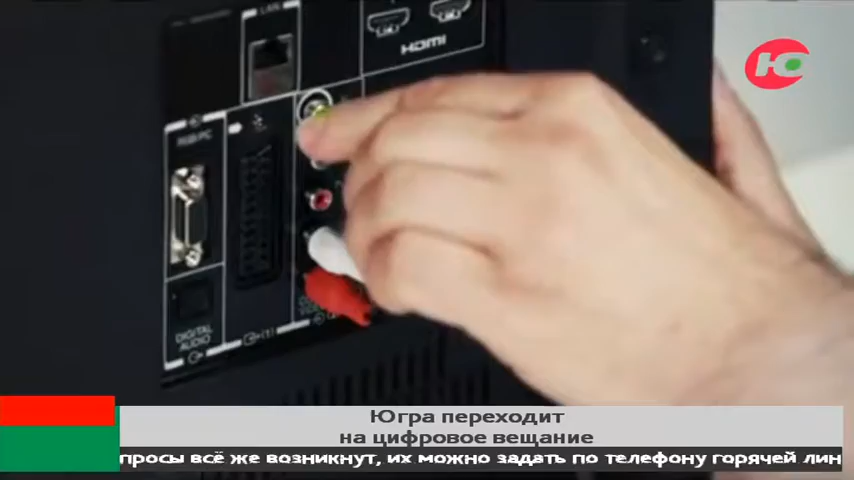 LAN
HDMI
RGB PC
DIGITAL
AUDIO
Ю
Югра переходит
на цифровое вещание
просы всё же возникнут, их можно задать по телефону горячей лин